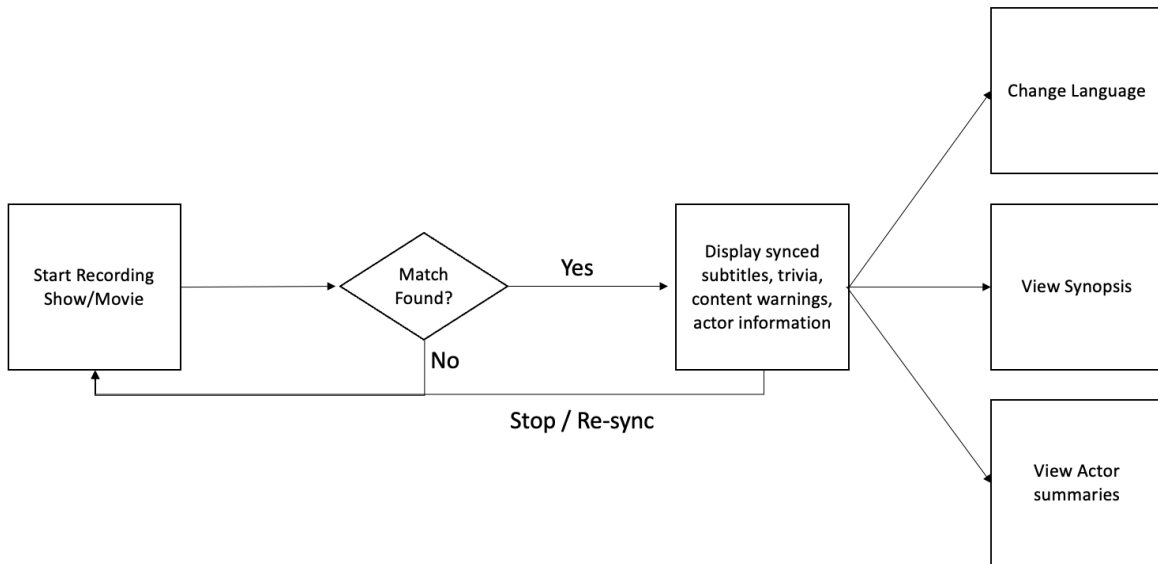 Change Language
Start Recording
Show/Movie
Match
Found?
Yes
No
Display synced
subtitles, trivia,
content warnings,
actor information
Stop / Re-sync
View Synopsis
View Actor
summaries